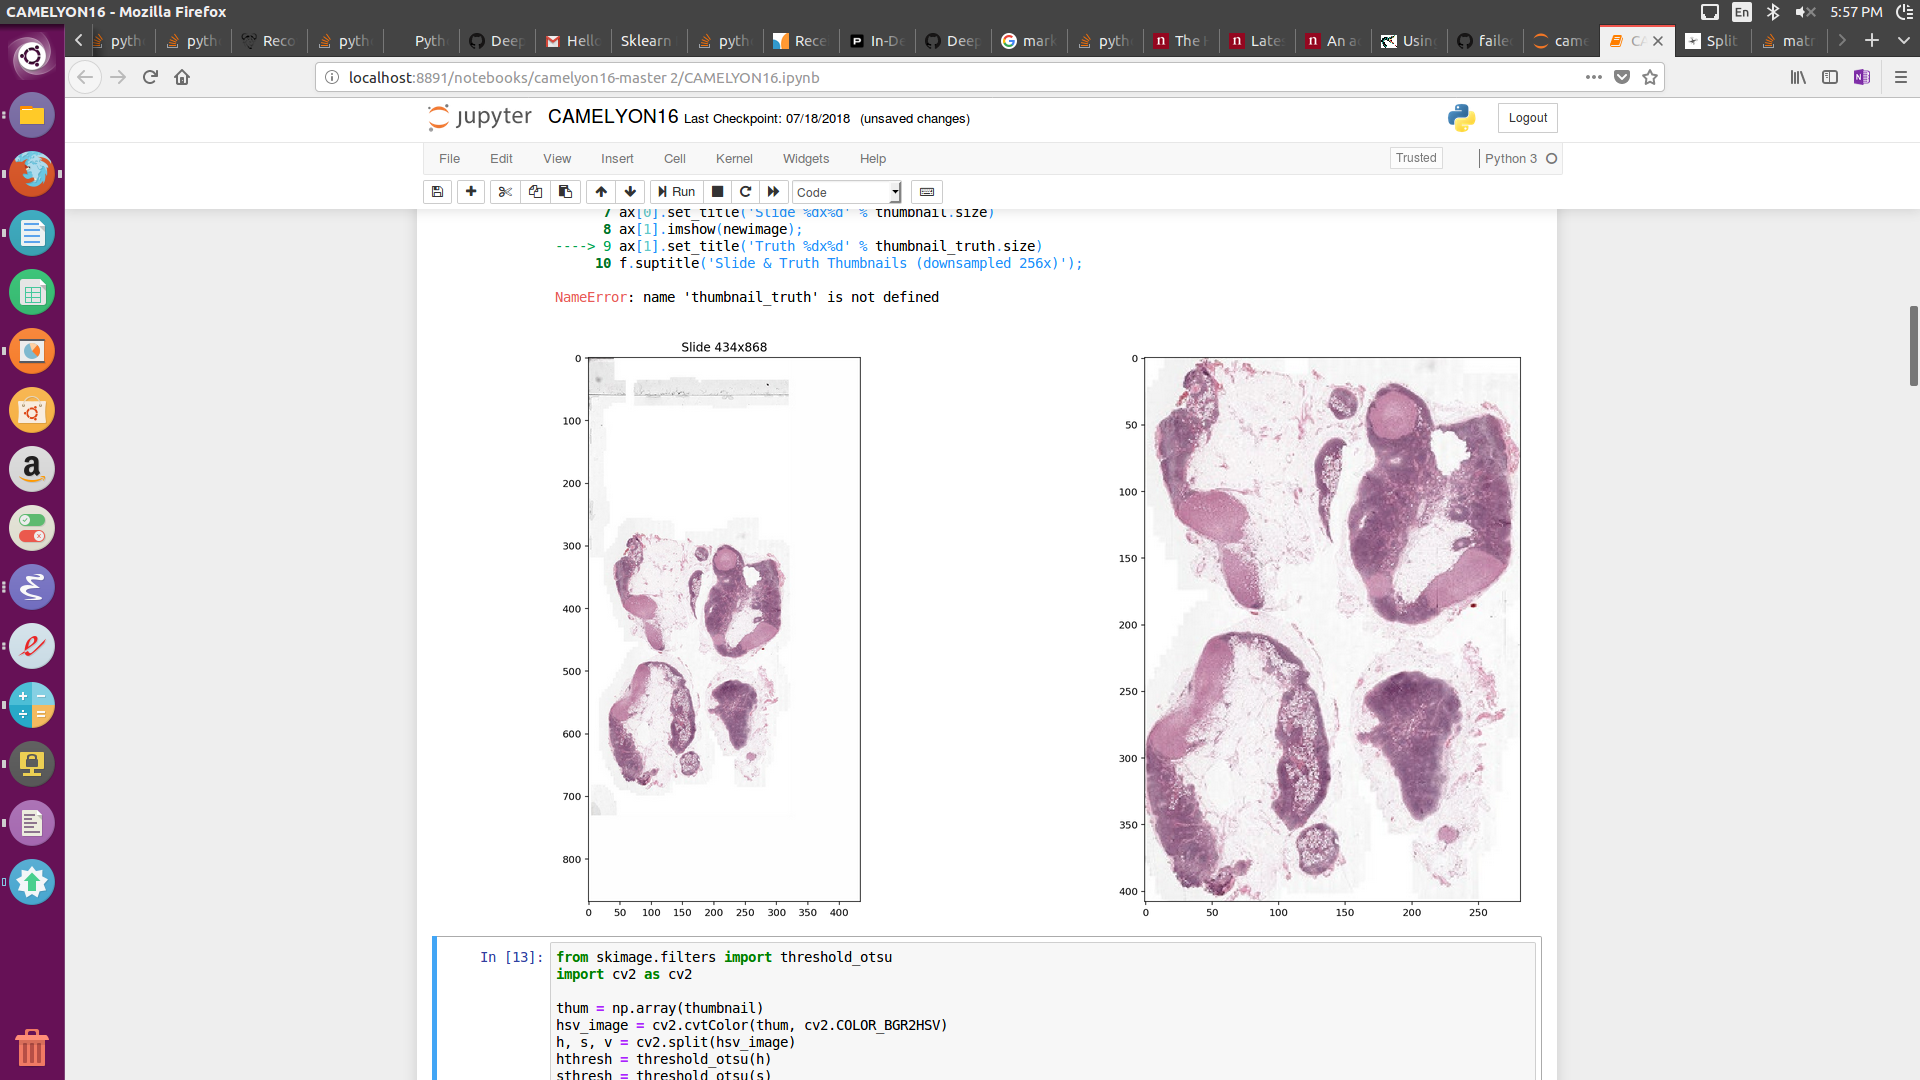 CAMELYON16 - Mozilla Firefox
En
5:57 PM
pyth
pyth
Reco
pyth
Pyth
Deep
Hello
Sklearn
pyth
Rece
In-De
Deep
mark
pyth
The
Late
An a
Usin
faile
came
CA
Split
matr
localhost:8891/notebooks/camelyon16-master 2/CAMELYON16.ipynb
jupyter
CAMELYON16 Last Checkpoint: 07/18/2018 (unsaved changes)
Logout
File Edit View Insert Cell Kernel Widgets Help
Trusted
Python 3
Run
Code
7 ax[0].set_title('Slide %dx%d' % thumbnail.size)
8 ax[1].imshow(newimage);
----> 9 ax[1].set_title('Truth %dx%d' % thumbnail_truth.size)
10 f.suptitle('Slide & Truth Thumbnails (downsampled 256x)');
NameError: name 'thumbnail_truth' is not defined
Slide 434x868
0
100
200
300
400
500
600
700
800
0 50 100 150 200 250 300 350 400
0
50
100
150
200
250
300
350
400
0 50 100 150 200 250
In [13]:
from skimage.filters import threshold_otsu
import cv2 as cv2
thum = np.array(thumbnail)
hsv_image = cv2.cvtColor(thum, cv2.COLOR_BGR2HSV)
h, s, v = cv2.split(hsv_image)
hthresh = threshold_otsu(h)
sthresh = threshold_otsu(s)